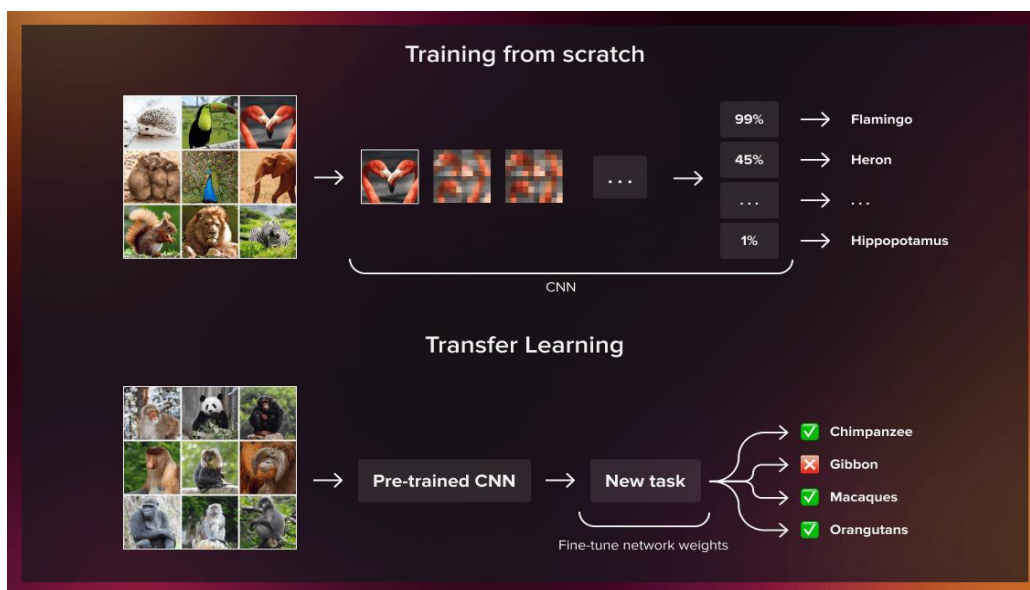 Training from scratch
99%
Flamingo
45%
Heron
...
...
...
1%
Hippopotamus
CNN
Transfer Learning
Pre-trained CNN
New task
Fine-tune network weights
Chimpanzee
Gibbon
Macaques
Orangutans